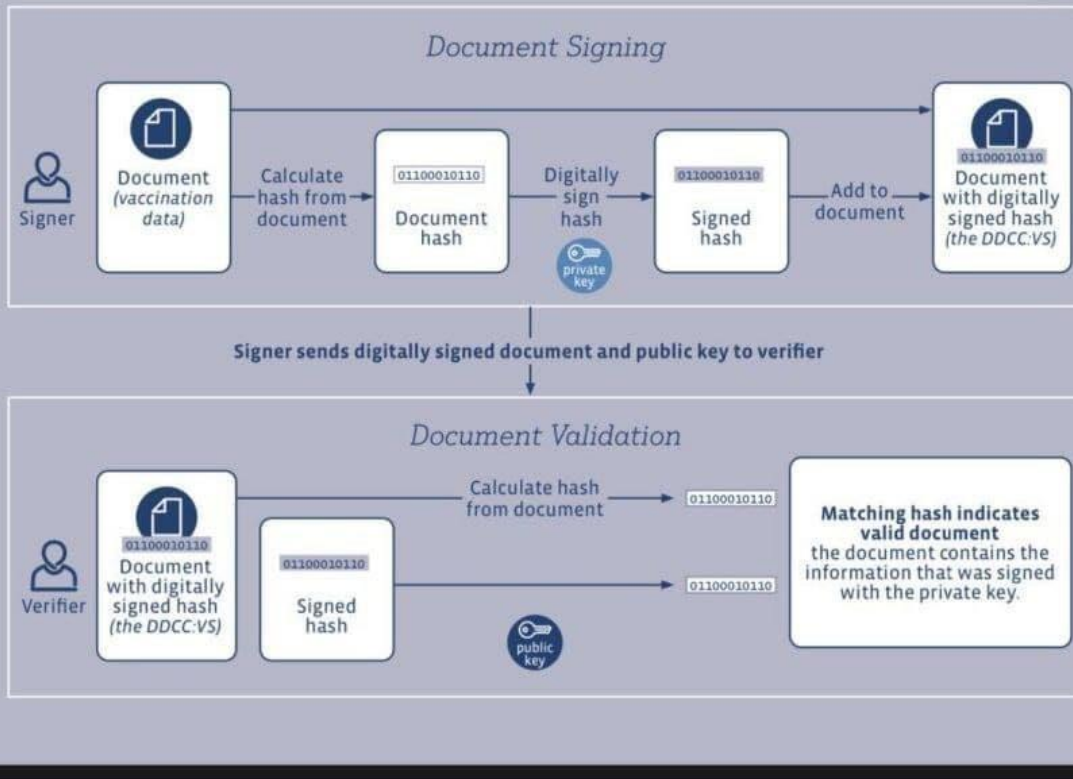 Document Signing
Signer
Document
(vaccination
data)
Calculate
hash from
document
01100010110
Document
hash
Digitally
sign
hash
private
key
01100010110
Signed
hash
Add to
document
01100010110
Document
with digitally
signed hash
(the DDCC:VS)
Signer sends digitally signed document and public key to verifier
Document Validation
Verifier
01100010110
Document
with digitally
signed hash
(the DDCC:VS)
01100010110
Signed
hash
Calculate hash
from document
public
key
01100010110
01100010110
Matching hash indicates
valid document
the document contains the
information that was signed
with the private key.